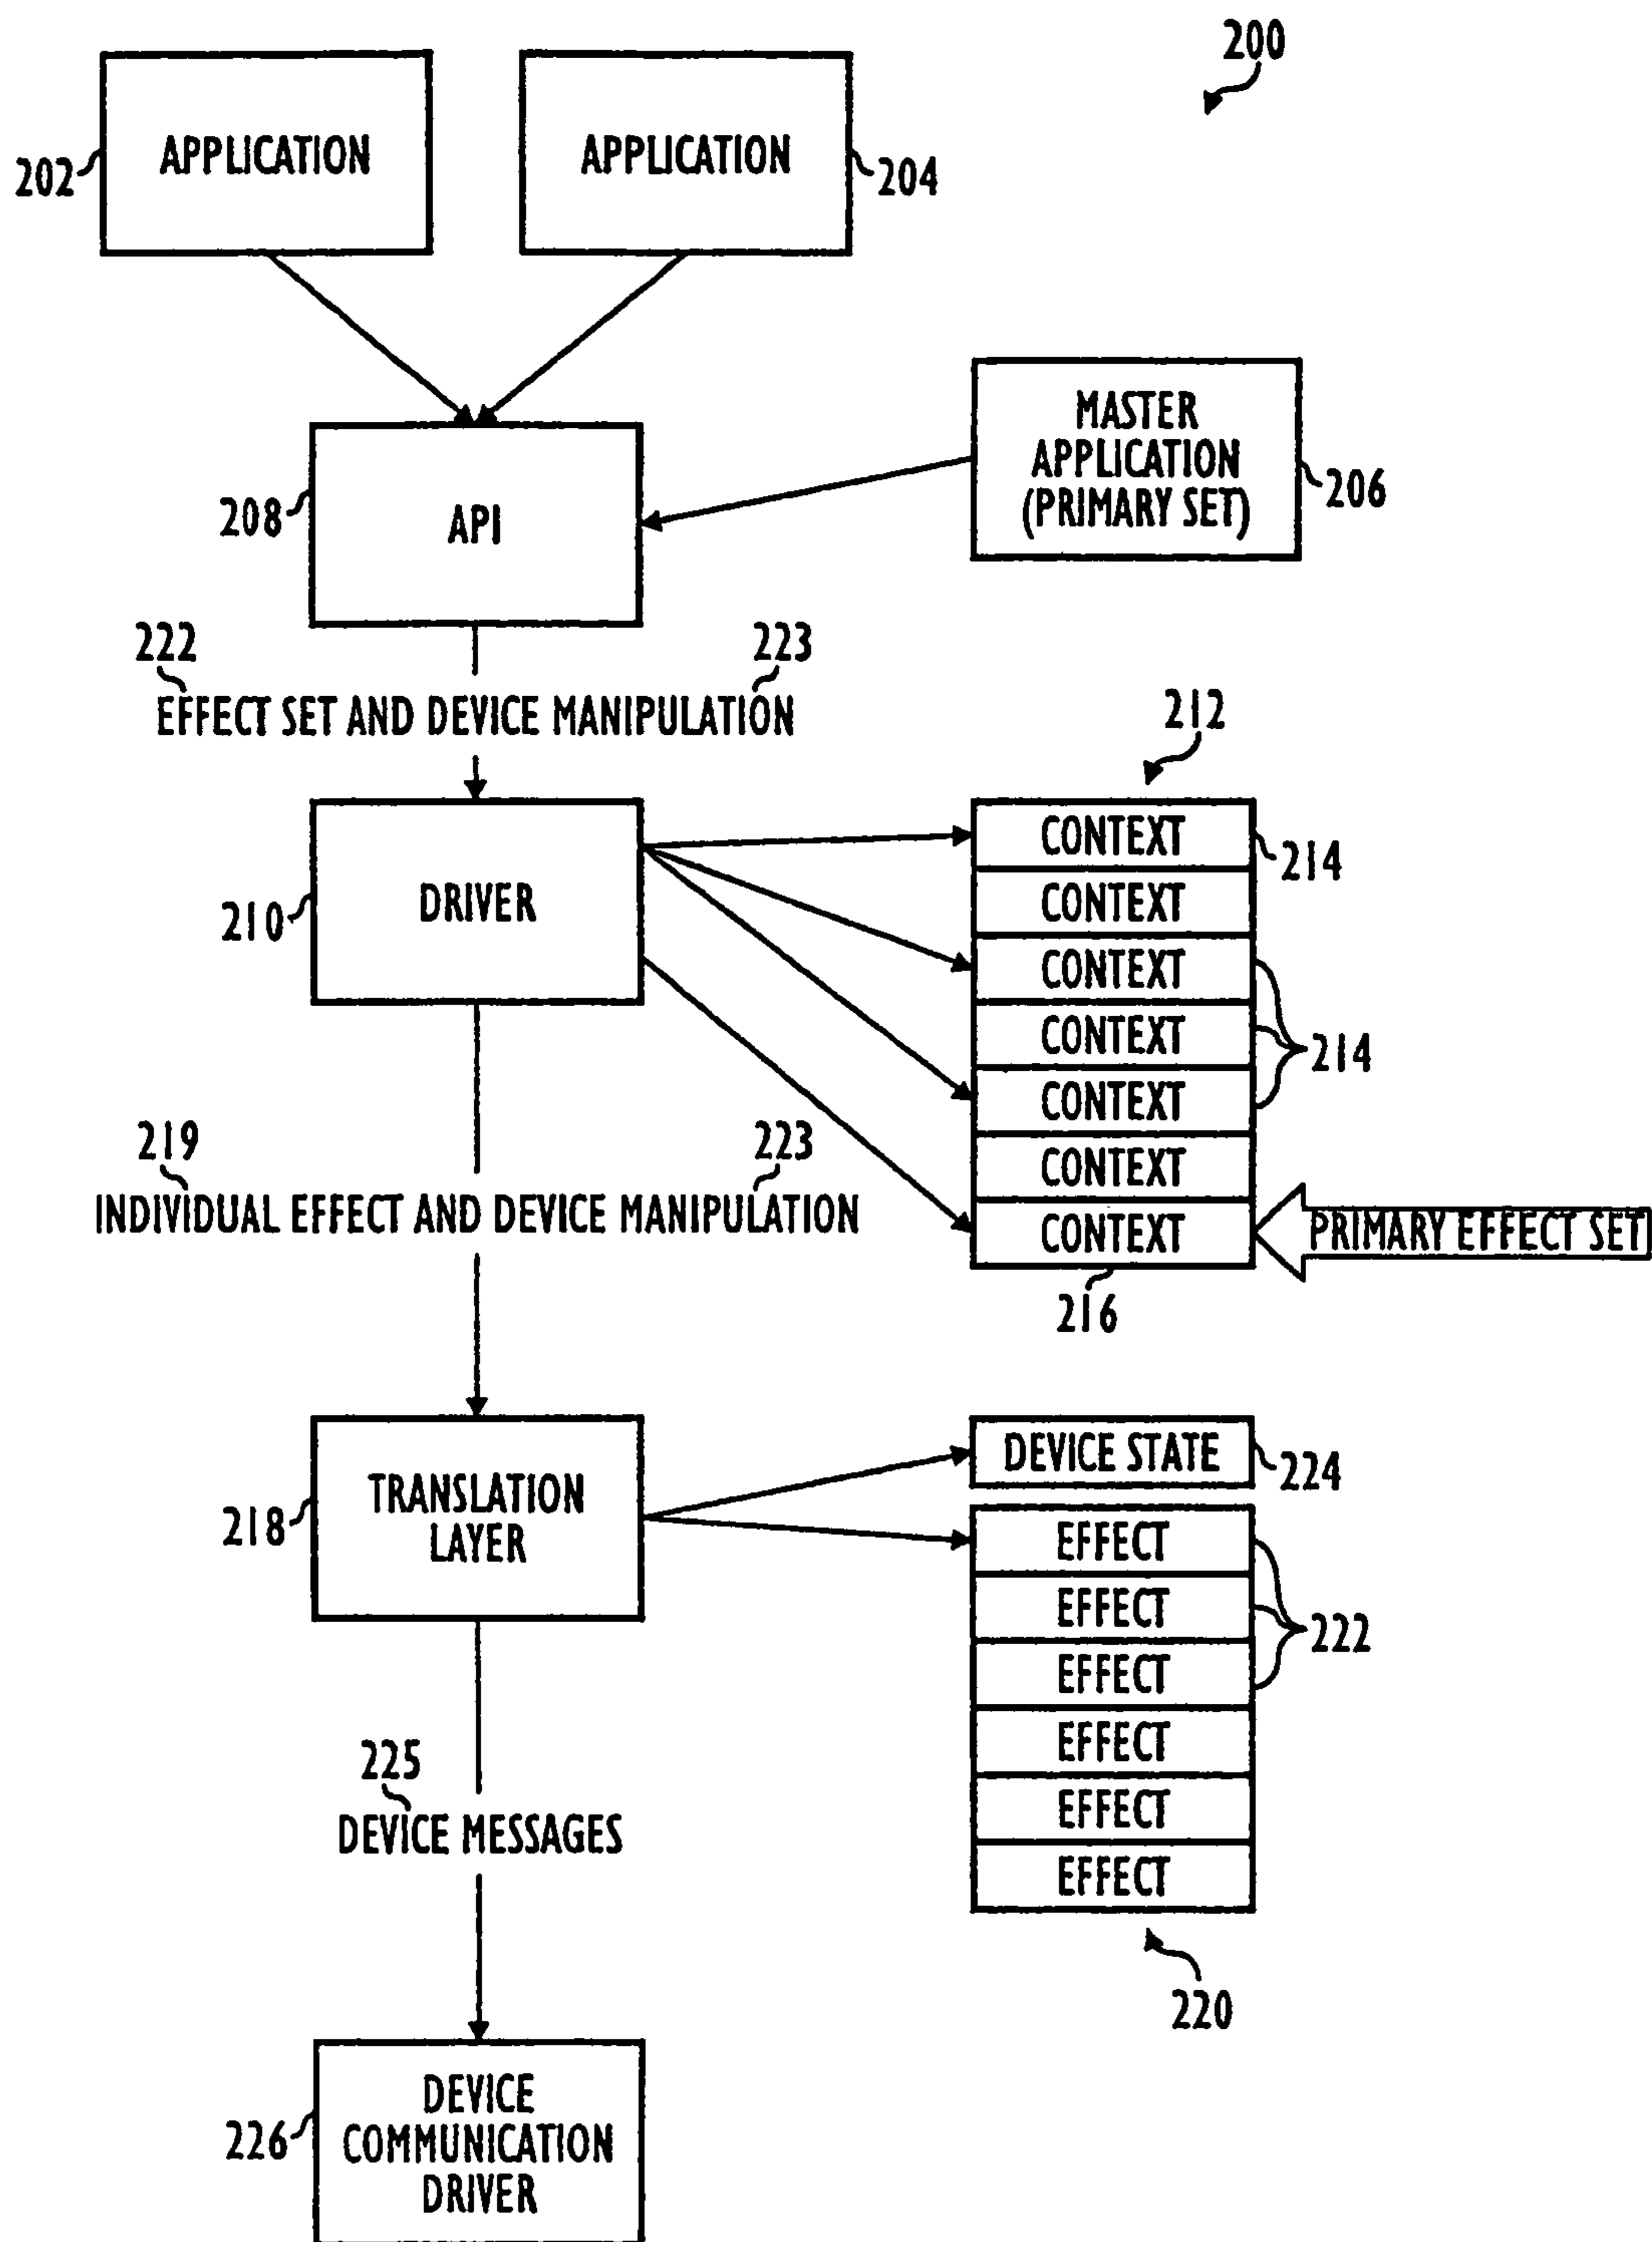 200
APPLICATION
APPLICATION
202
204
MASTER
APPLICATION
(PRIMARY SET)
206
208
API
222
223
EFFECT SET AND DEVICE MANIPULATION
212
210
DRIVER
CONTEXT
214
CONTEXT
CONTEXT
CONTEXT
214
CONTEXT
CONTEXT
CONTEXT
PRIMARY EFFECT SET
216
219
223
INDIVIDUAL EFFECT AND DEVICE MANIPULATION
218
TRANSLATION
LAYER
DEVICE STATE
224
EFFECT
EFFECT
222
EFFECT
EFFECT
EFFECT
EFFECT
220
225
DEVICE MESSAGES
226
DEVICE
COMMUNICATION
DRIVER